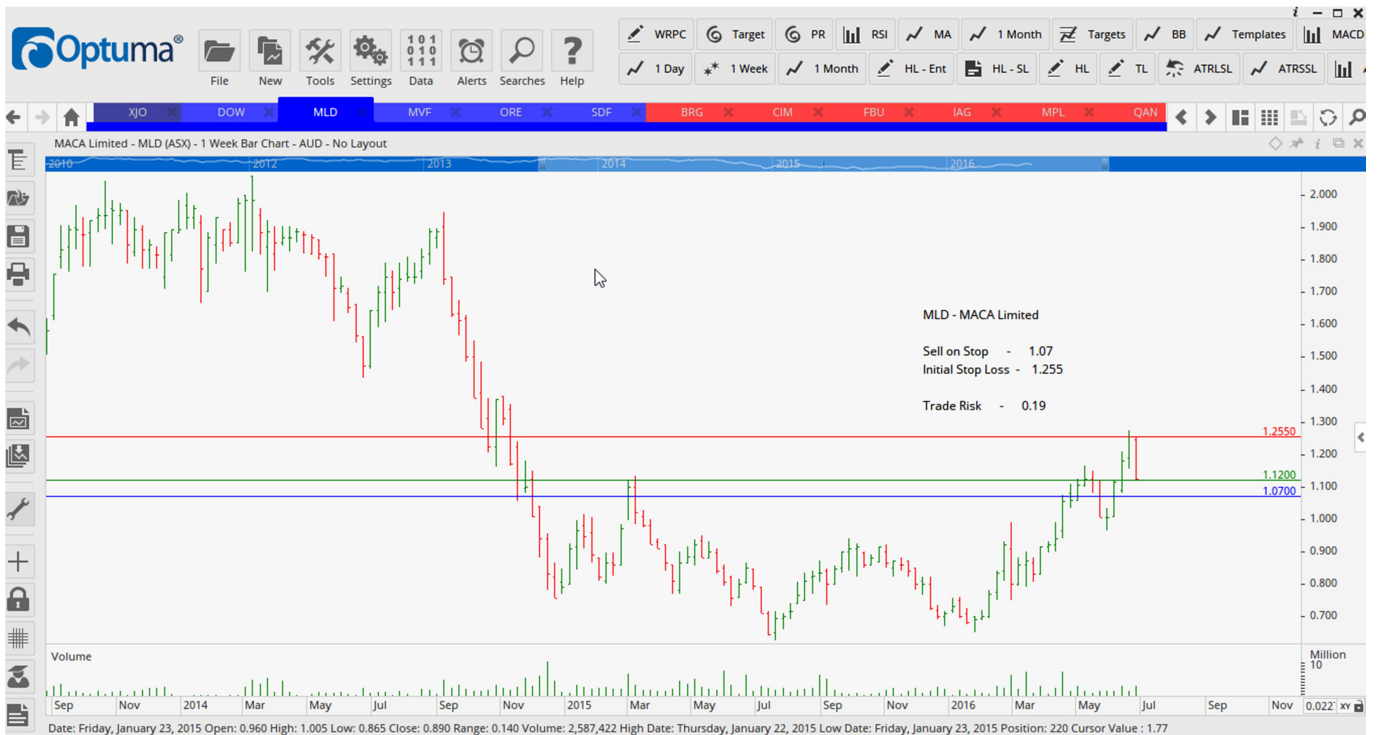 i
Optuma®
File New Tools Settings Data Alerts Searches Help
101
010
111
WRPC Target PR RSI MA 1 Month Targets BB Templates MACD
1 Day 1 Week 1 Month HL - Ent HL - SL HL TL ATRLSL ATRSSL
XJO DOW MLD MVF ORE SDF BRG CIM FBU IAG MPL QAN
MACA Limited - MLD (ASX) - 1 Week Bar Chart - AUD - No Layout
2010 2012 2013 2014 2015 2016
2.000
1.900
1.800
1.700
MLD - MACA Limited
1.600
Sell on Stop - 1.07
1.500
Initial Stop Loss - 1.255
1.400
Trade Risk - 0.19
1.300
1.2550
1.200
1.1200
1.100
1.0700
1.000
0.900
0.800
0.700
Volume
Million
10
Sep Nov 2014 Mar May Jul Sep Nov 2015 Mar May Jul Sep Nov 2016 Mar May Jul Sep Nov
XY
Date: Friday, January 23, 2015 Open: 0.960 High: 1.005 Low: 0.865 Close: 0.890 Range: 0.140 Volume: 2,587,422 High Date: Thursday, January 22, 2015 Low Date: Friday, January 23, 2015 Position: 220 Cursor Value : 1.77